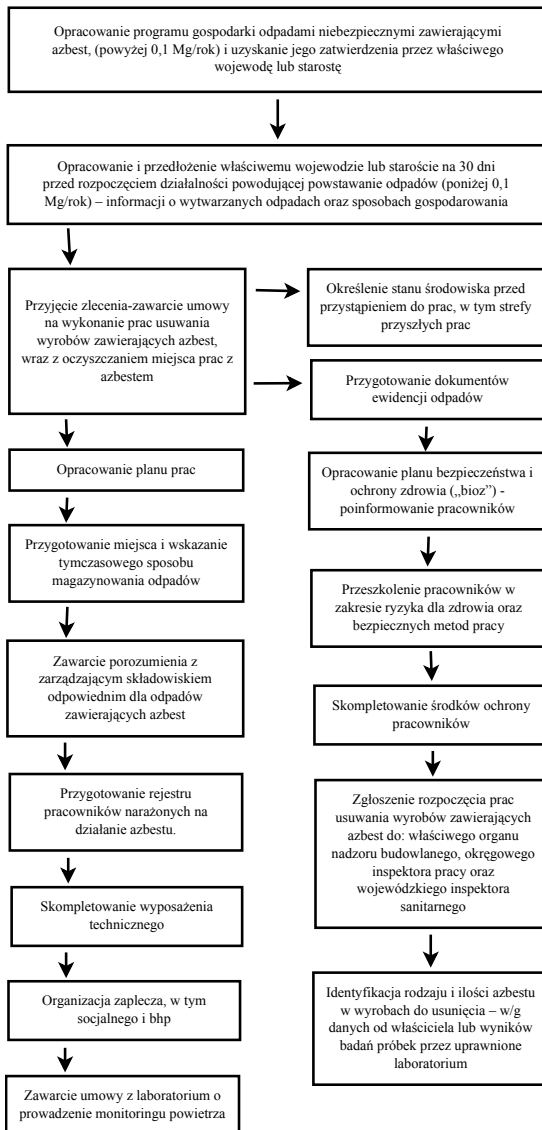 Opracowanie programu gospodarki odpadami niebezpiecznymi zawierającymi
azbest, (powyżej 0,1 Mg/rok) i uzyskanie jego zatwierdzenia przez właściwego
wojewodę lub starostę
Opracowanie i przedłożenie właściwemu wojewodzie lub staroście na 30 dni
przed rozpoczęciem działalności powodującej powstawanie odpadów (poniżej 0,1
Mg/rok) – informacji o wytwarzanych odpadach oraz sposobach gospodarowania
Przyjęcie zlecenia-zawarcie umowy
na wykonanie prac usuwania
wyrobów zawierających azbest,
wraz z oczyszczaniem miejsca prac z
azbestem
Opracowanie planu prac
Przygotowanie miejsca i wskazanie
tymczasowego sposobu
magazynowania odpadów
Zawarcie porozumienia z
zarządzającym składowiskiem
odpowiednim dla odpadów
zawierających azbest
Przygotowanie rejestru
pracowników narażonych na
działanie azbestu.
Skompletowanie wyposażenia
technicznego
Organizacja zaplecza, w tym
socjalnego i bhp
Zawarcie umowy z laboratorium o
prowadzenie monitoringu powietrza
Określenie stanu środowiska przed
przystąpieniem do prac, w tym strefy
przyszłych prac
Przygotowanie dokumentów
ewidencji odpadów
Opracowanie planu bezpieczeństwa i
ochrony zdrowia („bioz”) -
poinformowanie pracowników
Przeszkolenie pracowników w
zakresie ryzyka dla zdrowia oraz
bezpiecznych metod pracy
Skompletowanie środków ochrony
pracowników
Zgłoszenie rozpoczęcia prac
usuwania wyrobów zawierających
azbest do: właściwego organu
nadzoru budowlanego, okręgowego
inspektora pracy oraz
wojewódzkiego inspektora
sanitarnego
Identyfikacja rodzaju i ilości azbestu
w wyrobach do usunięcia – w/g
danych od właściciela lub wyników
badań próbek przez uprawnione
laboratorium